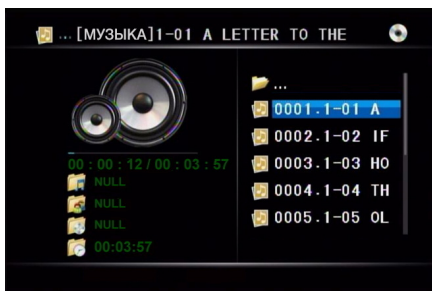 ... [МУЗЫКА]1-01 A LETTER TO THE
00 : 00 : 12 / 00 : 03 : 57
NULL
NULL
NULL
00:03:57
...
0001.1-01 A
0002.1-02 IF
0003.1-03 HO
0004.1-04 TH
0005.1-05 OL